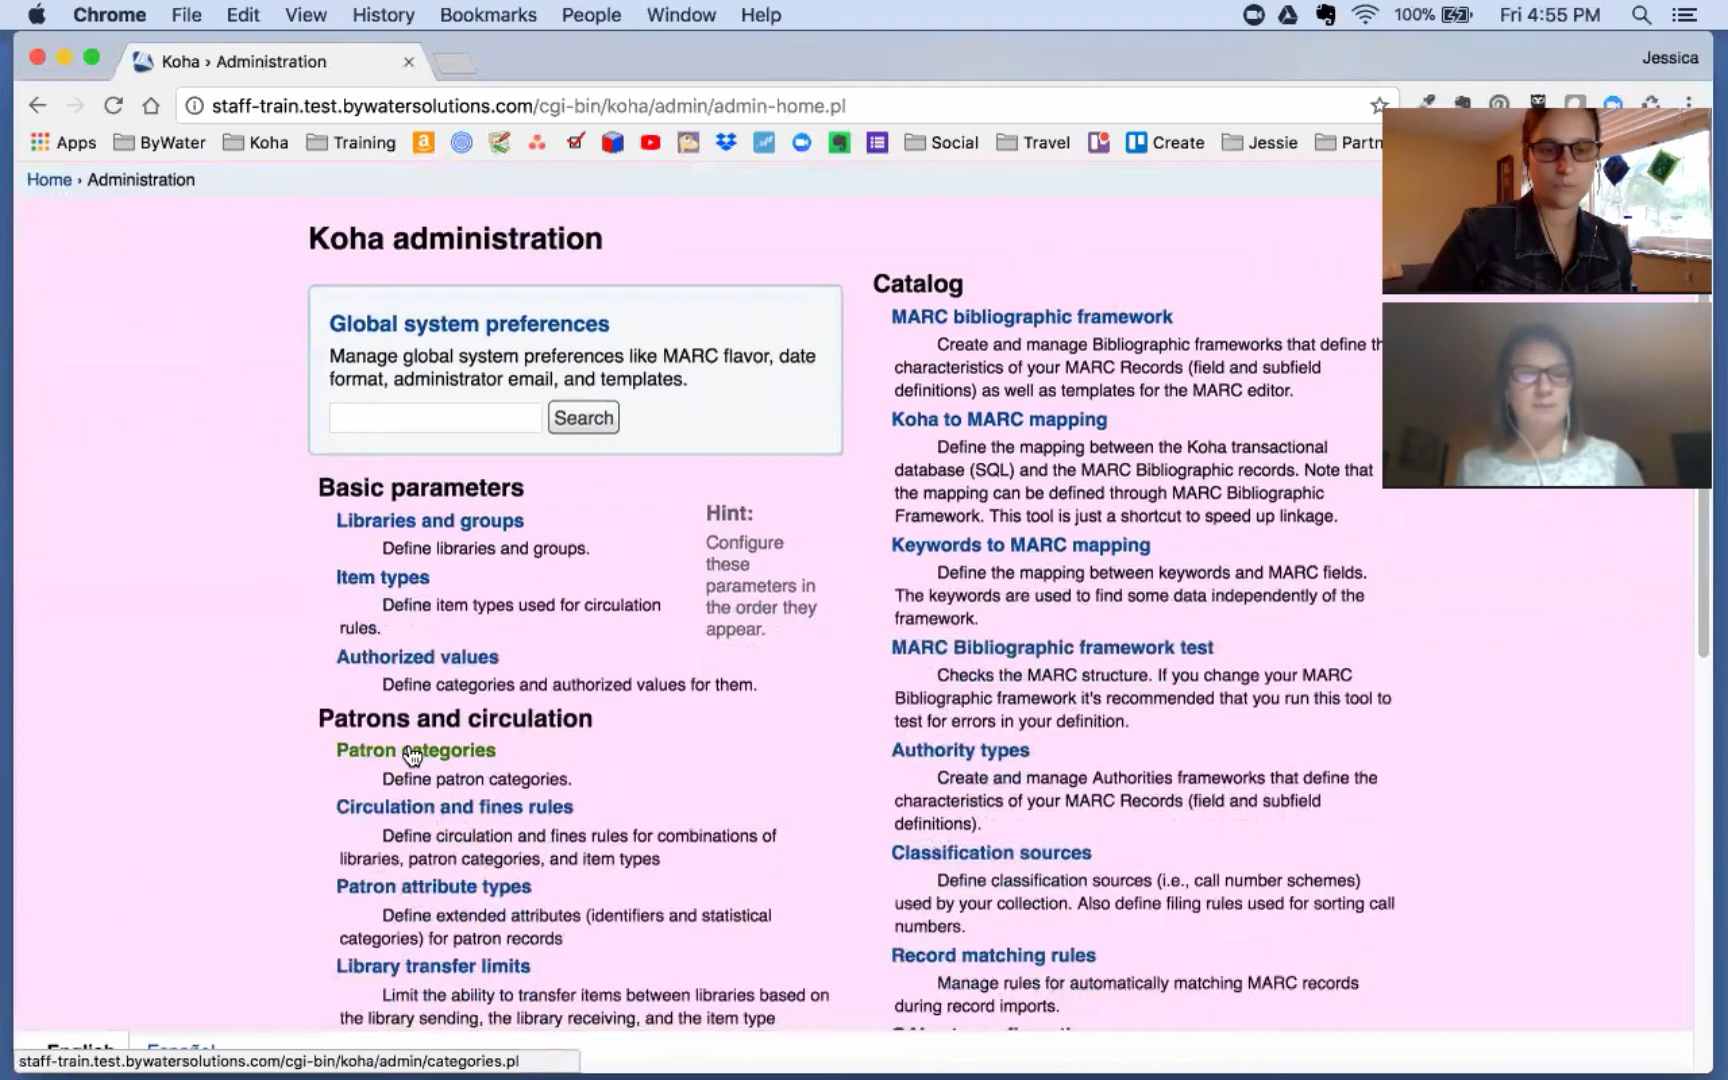 Chrome File Edit View History Bookmarks People Window Help 100% Fri 4:55 PM
Koha › Administration
Jessica
staff-train.test.bywatersolutions.com/cgi-bin/koha/admin/admin-home.pl
Apps ByWater Koha Training Social Travel Create Jessie Partn
Home › Administration
Koha administration
Global system preferences
Manage global system preferences like MARC flavor, date
format, administrator email, and templates.
Search
Basic parameters
Libraries and groups
Define libraries and groups.
Item types
Define item types used for circulation
rules.
Authorized values
Define categories and authorized values for them.
Hint:
Configure
these
parameters in
the order they
appear.
Patrons and circulation
Patron categories
Define patron categories.
Circulation and fines rules
Define circulation and fines rules for combinations of
libraries, patron categories, and item types
Patron attribute types
Define extended attributes (identifiers and statistical
categories) for patron records
Library transfer limits
Limit the ability to transfer items between libraries based on
the library sending, the library receiving, and the item type
Catalog
MARC bibliographic framework
Create and manage Bibliographic frameworks that define th
characteristics of your MARC Records (field and subfield
definitions) as well as templates for the MARC editor.
Koha to MARC mapping
Define the mapping between the Koha transactional
database (SQL) and the MARC Bibliographic records. Note that
the mapping can be defined through MARC Bibliographic
Framework. This tool is just a shortcut to speed up linkage.
Keywords to MARC mapping
Define the mapping between keywords and MARC fields.
The keywords are used to find some data independently of the
framework.
MARC Bibliographic framework test
Checks the MARC structure. If you change your MARC
Bibliographic framework it's recommended that you run this tool to
test for errors in your definition.
Authority types
Create and manage Authorities frameworks that define the
characteristics of your MARC Records (field and subfield
definitions).
Classification sources
Define classification sources (i.e., call number schemes)
used by your collection. Also define filing rules used for sorting call
numbers.
Record matching rules
Manage rules for automatically matching MARC records
during record imports.
English Español
staff-train.test.bywatersolutions.com/cgi-bin/koha/admin/categories.pl